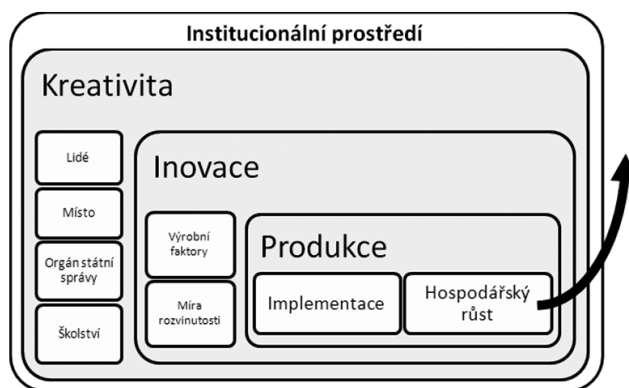 Institucionální prostředí
Kreativita
Lidé
Místo
Orgán státní
správy
Školství
Inovace
Výrobní
faktory
Míra
rozvinutosti
Produkce
Implementace
Hospodářský
růst